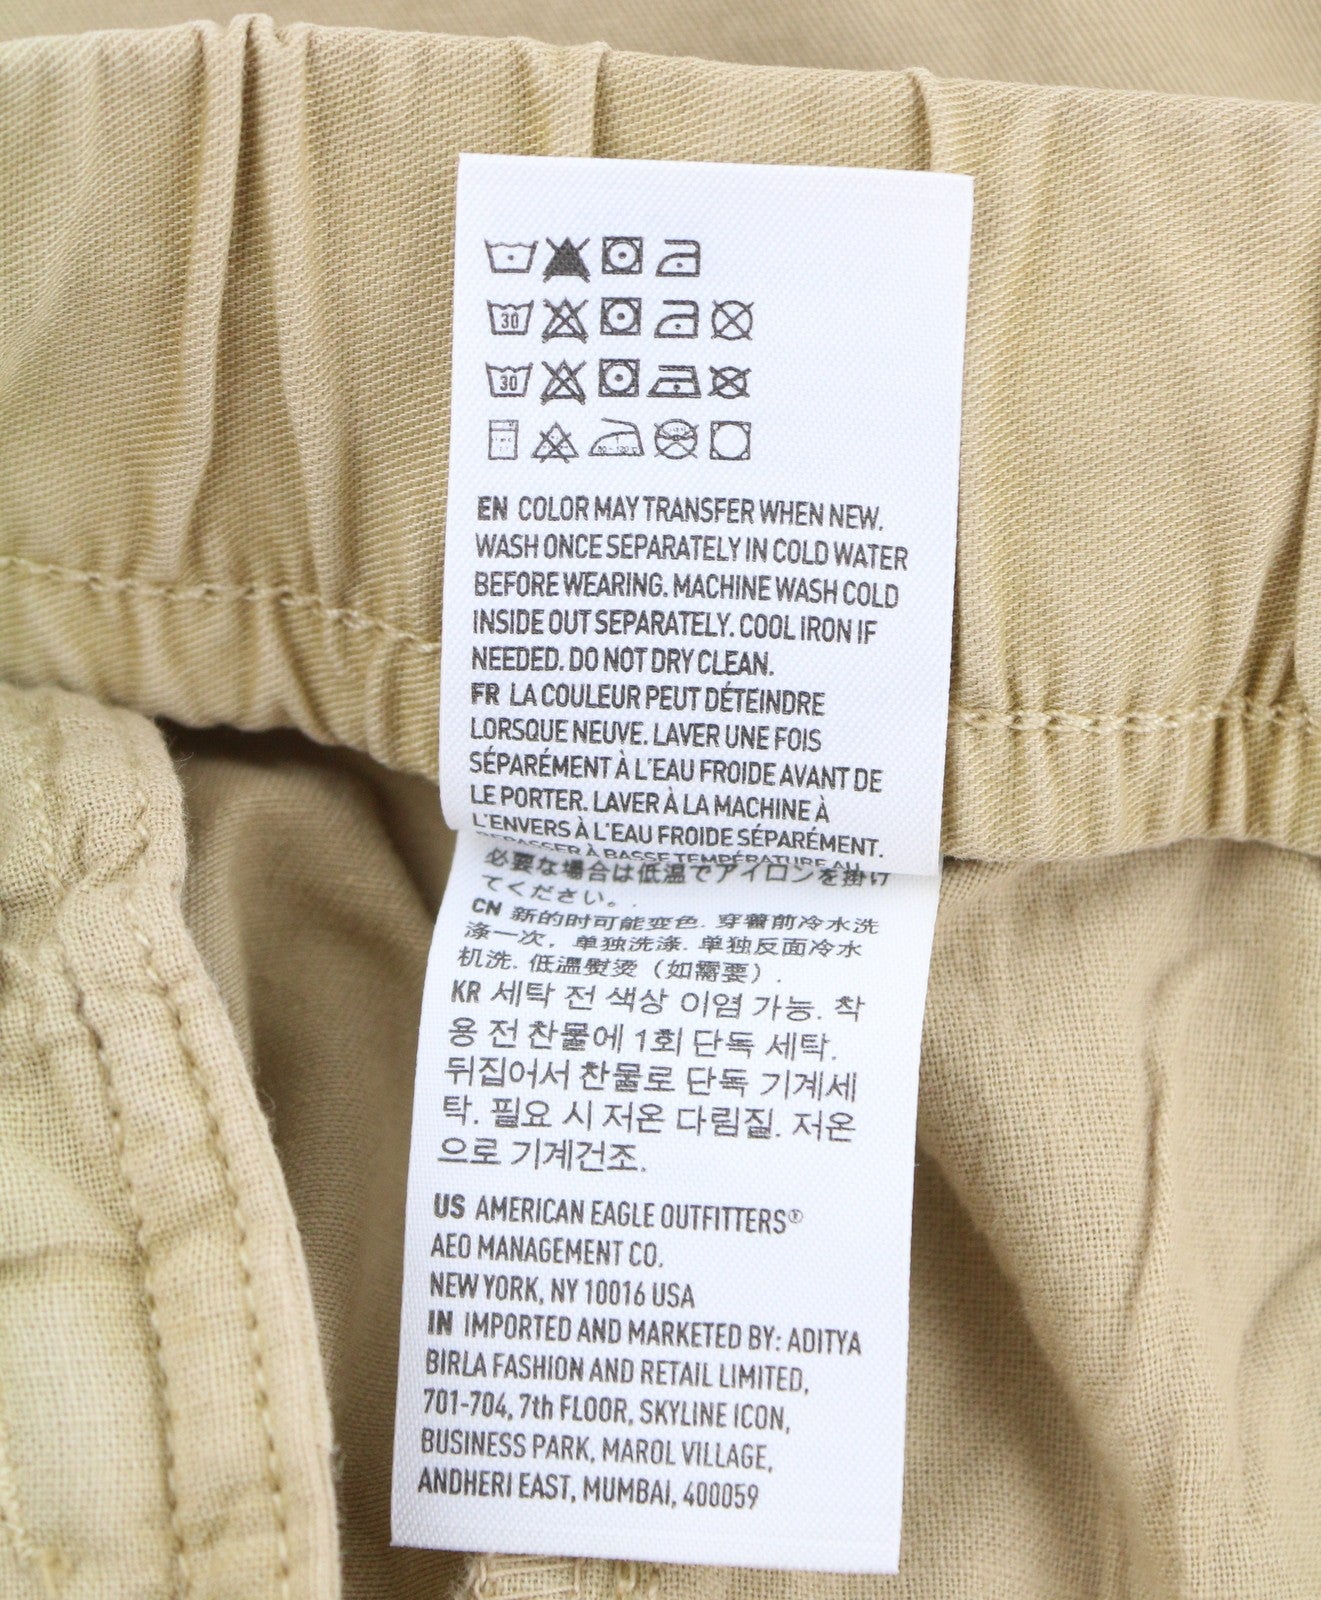 30
30
EN COLOR MAY TRANSFER WHEN NEW.
WASH ONCE SEPARATELY IN COLD WATER
BEFORE WEARING. MACHINE WASH COLD
INSIDE OUT SEPARATELY. COOL IRON IF
NEEDED. DO NOT DRY CLEAN.
FR LA COULEUR PEUT DÉTEINDRE
LORSQUE NEUVE. LAVER UNE FOIS
SÉPARÉMENT À L'EAU FROIDE AVANT DE
LE PORTER. LAVER À LA MACHINE À
L'ENVERS À L'EAU FROIDE SÉPARÉMENT.
REPASSER À BASSE TEMPÉRATURE AU
必要な場合は低温でアイロンを掛け
てください。.
CN 新的时可能变色. 穿著前冷水洗
涤一次, 单独洗涤. 单独反面冷水
机洗. 低溫熨烫 (如需要) .
KR 세탁 전 색상 이염 가능. 착
용 전 찬물에 1회 단독 세탁.
뒤집어서 찬물로 단독 기계세
탁. 필요 시 저온 다림질. 저온
으로 기계건조.
US AMERICAN EAGLE OUTFITTERS®
AEO MANAGEMENT CO.
NEW YORK, NY 10016 USA
IN IMPORTED AND MARKETED BY: ADITYA
BIRLA FASHION AND RETAIL LIMITED,
701-704, 7th FLOOR, SKYLINE ICON,
BUSINESS PARK, MAROL VILLAGE,
ANDHERI EAST, MUMBAI, 400059